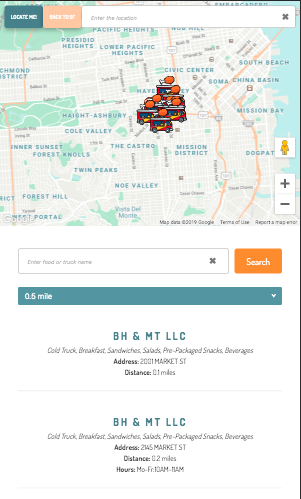 LOCATE ME!
BACK TO SF
Enter the location
PACIFIC HEIGHTS
PRESIDIO
HEIGHTS
LOWER PACIFIC
HEIGHTS
CIVIC CENTER
SOUTH BEACH
SOMA
CHINA BASIN
HAIGHT-ASHBURY
MISSION BAY
COLE VALLEY
INNER SUNSET
THE CASTRO
MISSION
DISTRICT
FOREST KNOLLS
TWIN PEAKS
NOE VALLEY
FOREST HILL
Vista Del
Monte
Map data ©2019 Google
Terms of Use
Report a map error
Enter food or truck name
Search
0.5 mile
BH & MT LLC
Cold Truck, Breakfast, Sandwiches, Salads, Pre-Packaged Snacks, Beverages
Address: 2001 MARKET ST
Distance: 0.1 miles
BH & MT LLC
Cold Truck, Breakfast, Sandwiches, Salads, Pre-Packaged Snacks, Beverages
Address: 2145 MARKET ST
Distance: 0.2 miles
Hours: Mo-Fr:10AM-11AM